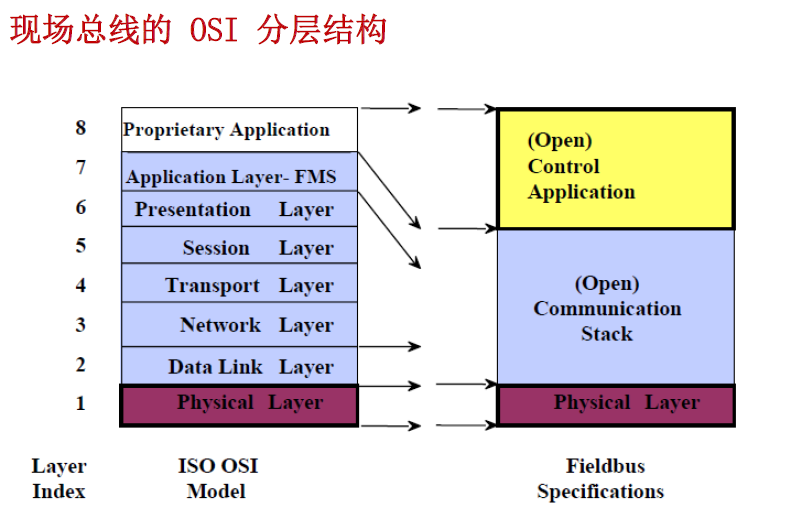 现场总线的 OSI 分层结构
8
Proprietary Application
7
Application Layer- FMS
6
Presentation Layer
5
Session Layer
4
Transport Layer
3
Network Layer
2
Data Link Layer
1
Physical Layer
(Open)
Control
Application
(Open)
Communication
Stack
Physical Layer
Layer
Index
ISO OSI
Model
Fieldbus
Specifications